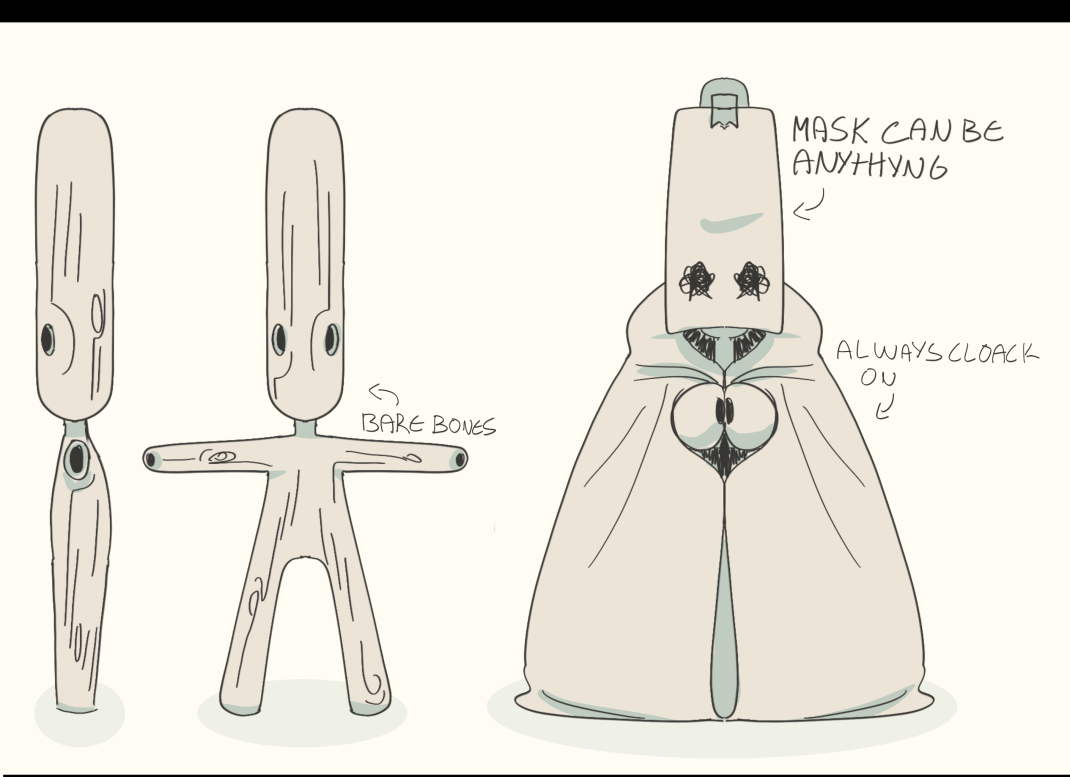 MASK CAN BE
ANYTHYNG
ALWAYS CLOACK
ON
BARE BONES